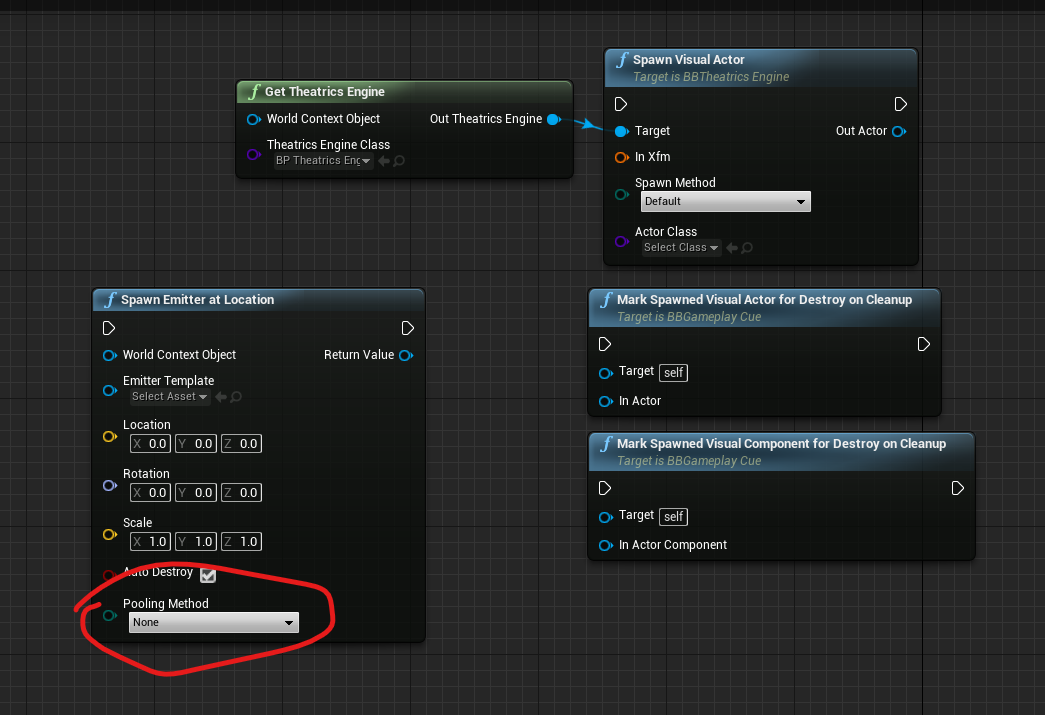 Get Theatrics Engine
World Context Object
Out Theatrics Engine
Theatrics Engine Class
BP Theatrics Eng
Spawn Visual Actor
Target is BBTheatrics Engine
Target
Out Actor
In Xfm
Spawn Method
Default
Actor Class
Select Class
Spawn Emitter at Location
World Context Object
Return Value
Emitter Template
Select Asset
Location
X 0.0 Y 0.0 Z 0.0
Rotation
X 0.0 Y 0.0 Z 0.0
Scale
X 1.0 Y 1.0 Z 1.0
Auto Destroy
Pooling Method
None
Mark Spawned Visual Actor for Destroy on Cleanup
Target is BBGameplay Cue
Target self
In Actor
Mark Spawned Visual Component for Destroy on Cleanup
Target is BBGameplay Cue
Target self
In Actor Component